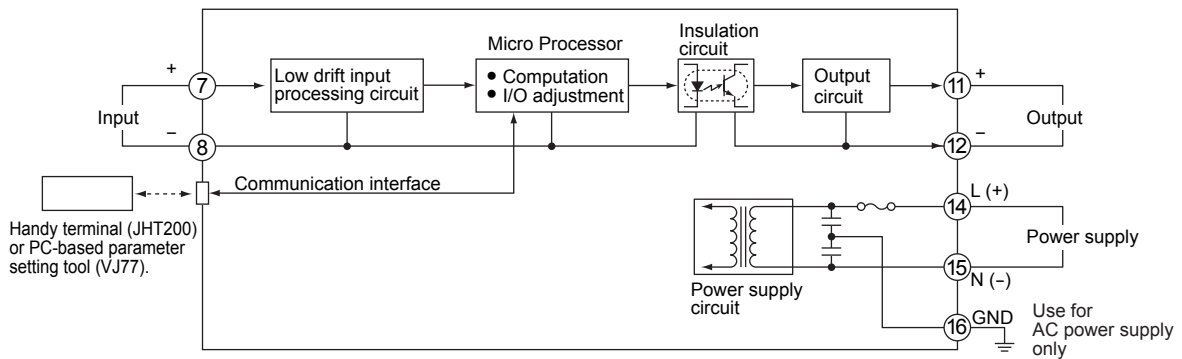 Insulation
circuit
Micro Processor
+
7
Low drift input
processing circuit
● Computation
● I/O adjustment
Output
circuit
11
+
Input
Output
−
8
12
−
Communication interface
Handy terminal (JHT200)
or PC-based parameter
setting tool (VJ77).
L (+)
14
Power supply
15
N (−)
Power supply
circuit
16
GND
Use for
AC power supply
only